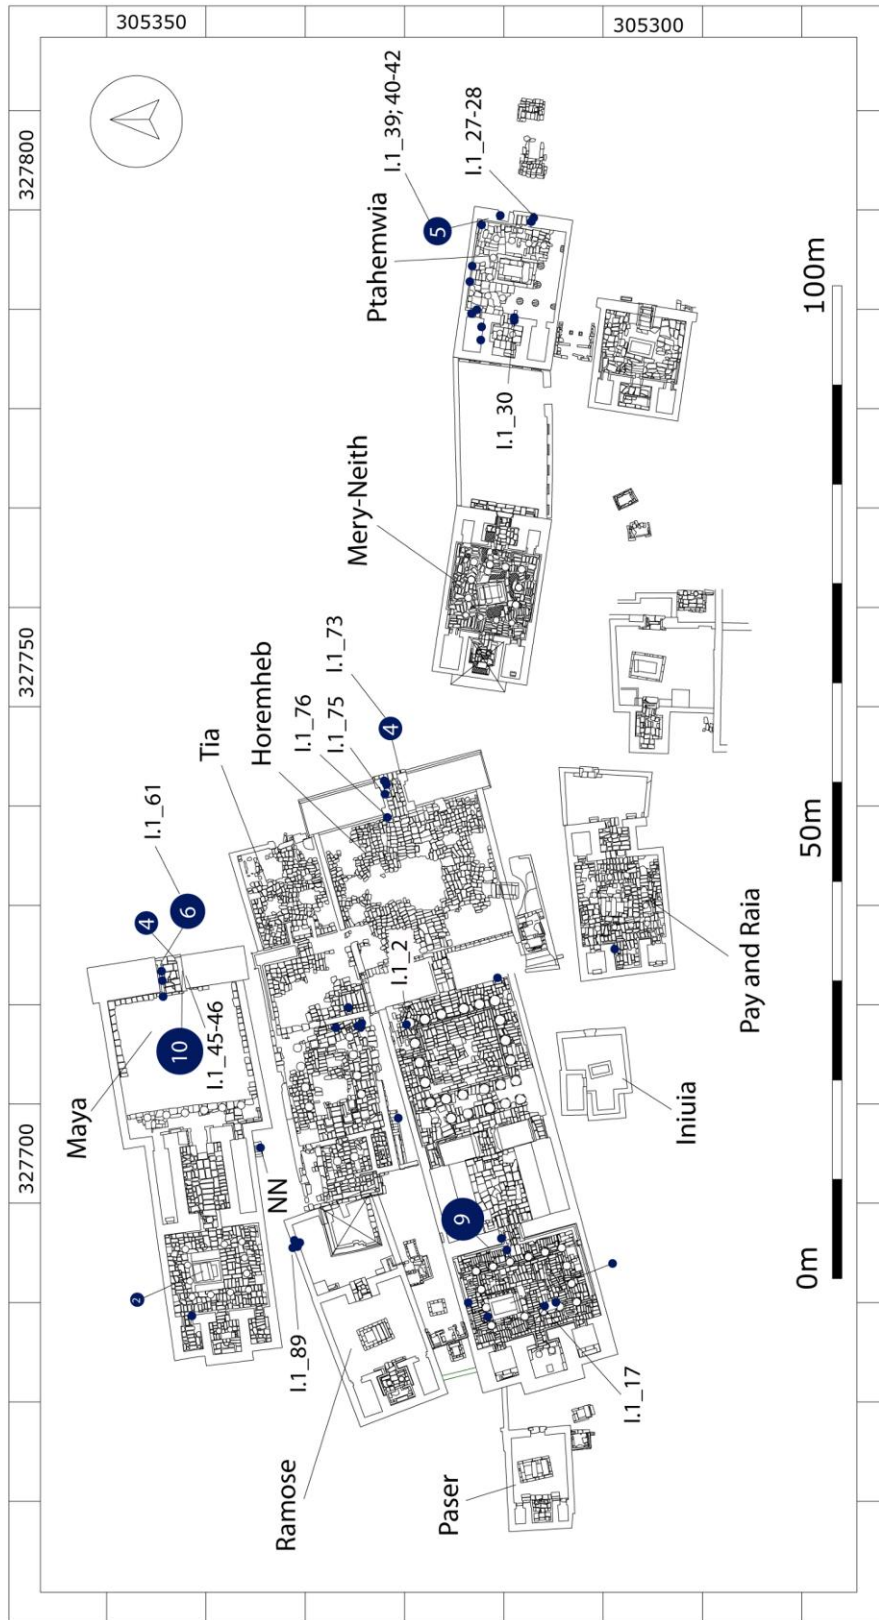 305350
305300
327800
327750
327700
I.1_39; 40-42
I.1_27-28
5
Ptahemwia
I.1_30
Mery-Neith
I.1_73
4
I.1_75
I.1_76
Horemheb
Tia
I.1_61
6
4
10
I.1_45-46
Maya
I.1_2
Pay and Raia
Iniuia
NN
2
9
I.1_89
I.1_17
Ramose
Paser
0m
50m
100m